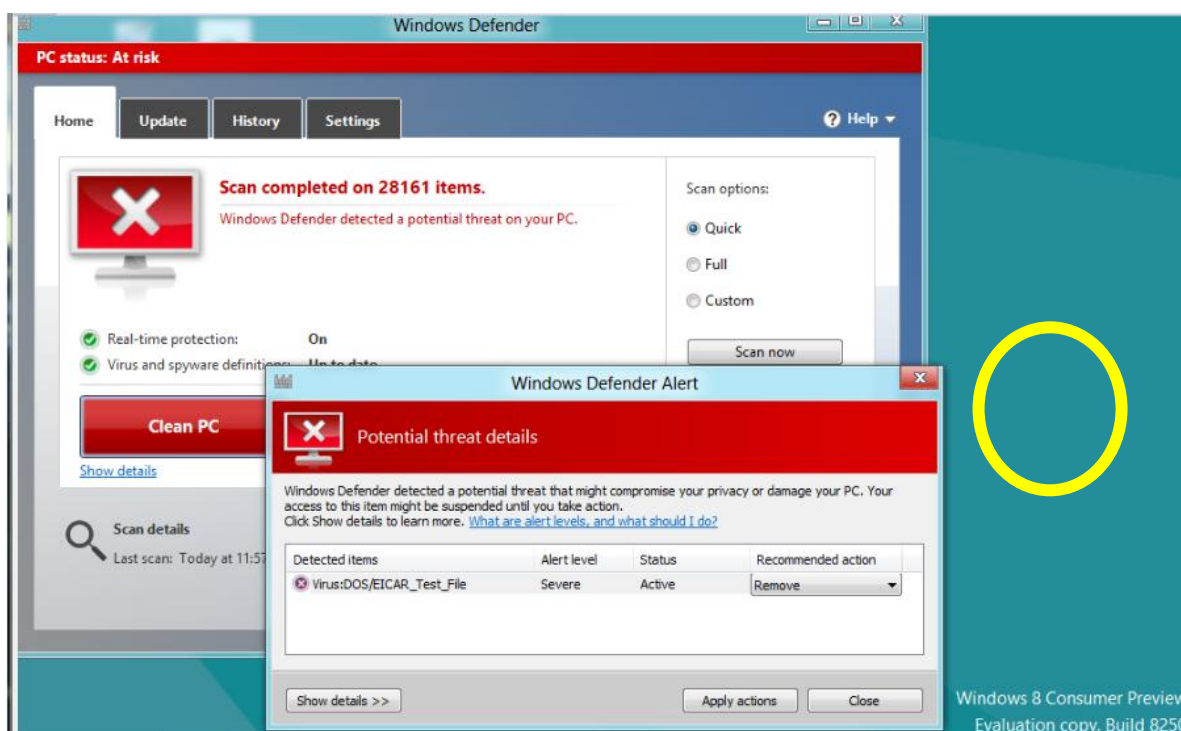 Windows Defender
PC status: At risk
Home Update History Settings Help
Scan completed on 28161 items.
Windows Defender detected a potential threat on your PC.
Scan options:
Quick
Full
Custom
Scan now
Real-time protection: On
Virus and spyware definitions: Up to date
Clean PC
Show details
Scan details
Last scan: Today at 11:57
Windows Defender Alert
Potential threat details
Windows Defender detected a potential threat that might compromise your privacy or damage your PC. Your
access to this item might be suspended until you take action.
Click Show details to learn more. What are alert levels, and what should I do?
Detected items Alert level Status Recommended action
Virus:DOS/EICAR_Test_File Severe Active Remove
Show details >> Apply actions Close
Windows 8 Consumer Preview
Evaluation copy. Build 8250